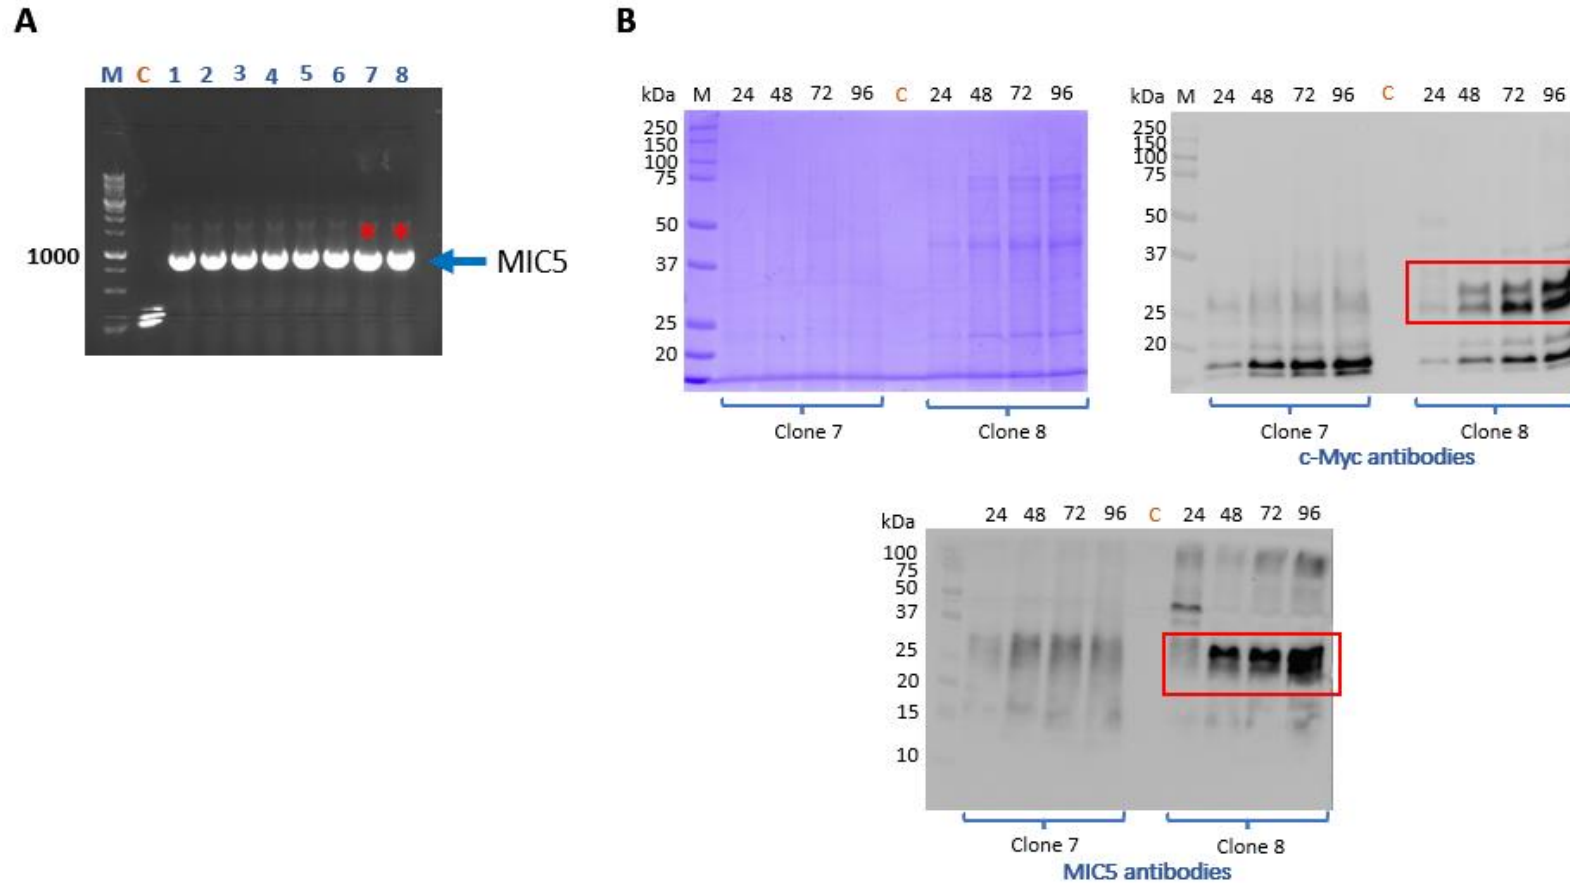 A
B
M C 1 2 3 4 5 6 7 8
1000
MIC5
kDa M 24 48 72 96 C 24 48 72 96
250
150
100
75
50
37
25
20
Clone 7 Clone 8
kDa M 24 48 72 96 C 24 48 72 96
250
150
100
75
50
37
25
20
Clone 7 Clone 8
c-Myc antibodies
kDa 24 48 72 96 C 24 48 72 96
100
75
50
37
25
20
15
10
Clone 7 Clone 8
MIC5 antibodies